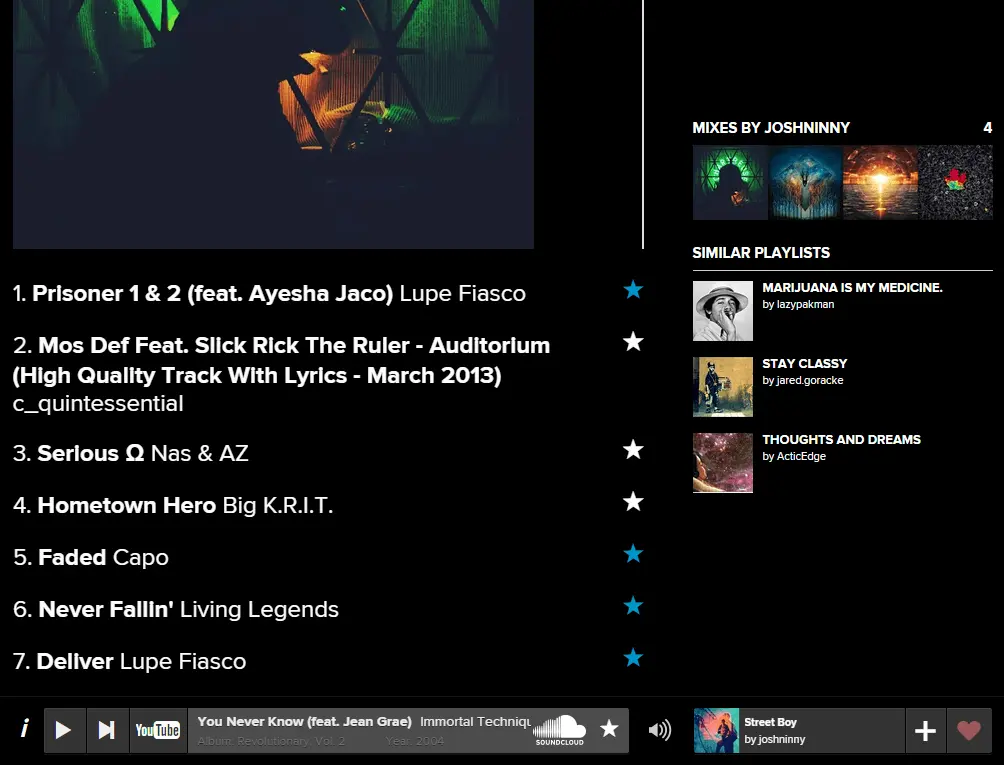 MIXES BY JOSHNINNY 4
SIMILAR PLAYLISTS
MARIJUANA IS MY MEDICINE.
by lazypakman
STAY CLASSY
by jared.goracke
THOUGHTS AND DREAMS
by ActicEdge
1. Prisoner 1 & 2 (feat. Ayesha Jaco) Lupe Fiasco
2. Mos Def Feat. Slick Rick The Ruler - Auditorium
(High Quality Track With Lyrics - March 2013)
c_quintessential
3. Serious Ω Nas & AZ
4. Hometown Hero Big K.R.I.T.
5. Faded Capo
6. Never Fallin' Living Legends
7. Deliver Lupe Fiasco
i
YouTube
You Never Know (feat. Jean Grae) Immortal Techniqu
Album: Revolutionary, Vol. 2 Year: 2004
SOUNDCLOUD
Street Boy
by joshninny